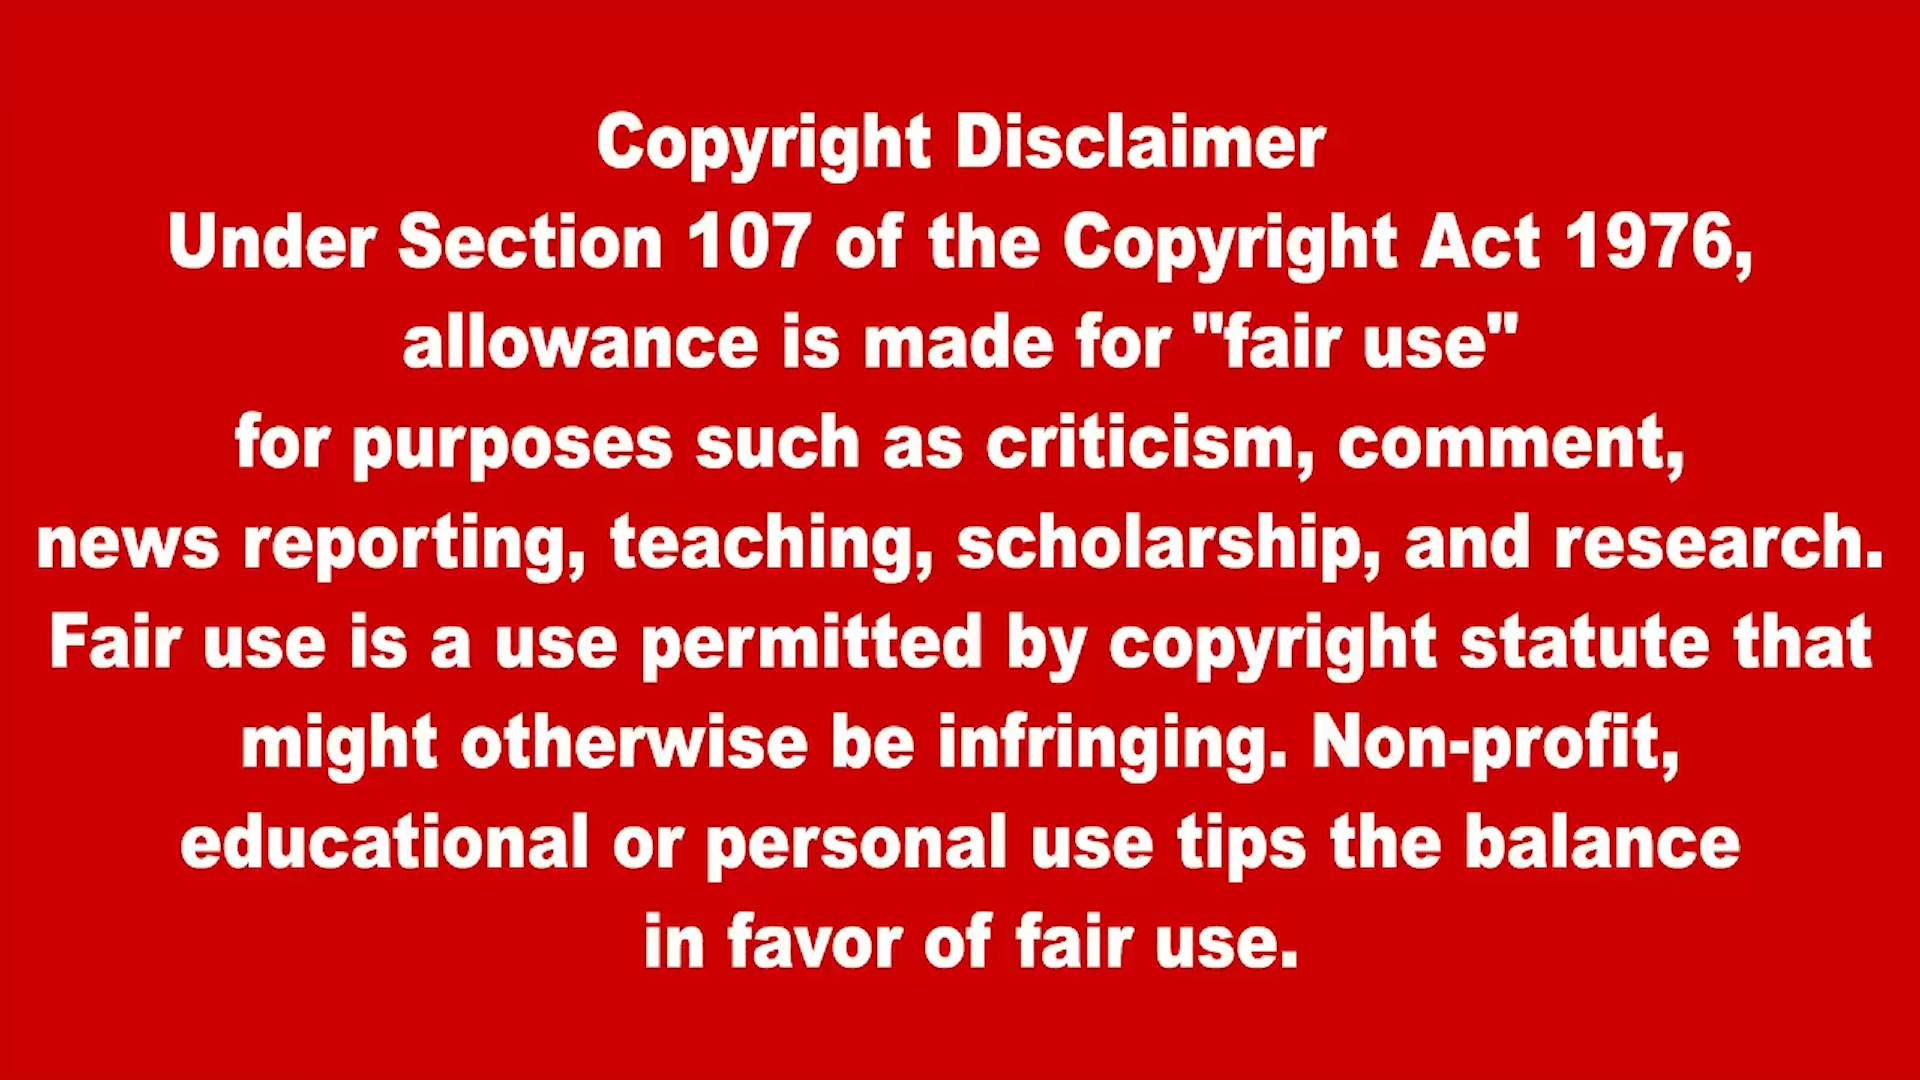 Copyright Disclaimer
Under Section 107 of the Copyright Act 1976,
allowance is made for "fair use"
for purposes such as criticism, comment,
news reporting, teaching, scholarship, and research.
Fair use is a use permitted by copyright statute that
might otherwise be infringing. Non-profit,
educational or personal use tips the balance
in favor of fair use.